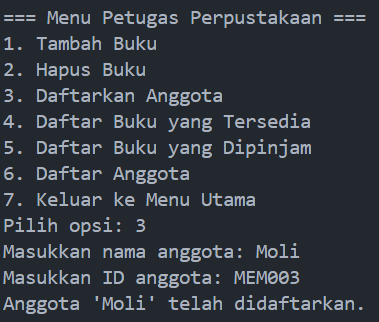 === Menu Petugas Perpustakaan ===
1. Tambah Buku
2. Hapus Buku
3. Daftarkan Anggota
4. Daftar Buku yang Tersedia
5. Daftar Buku yang Dipinjam
6. Daftar Anggota
7. Keluar ke Menu Utama
Pilih opsi: 3
Masukkan nama anggota: Moli
Masukkan ID anggota: MEM003
Anggota 'Moli' telah didaftarkan.